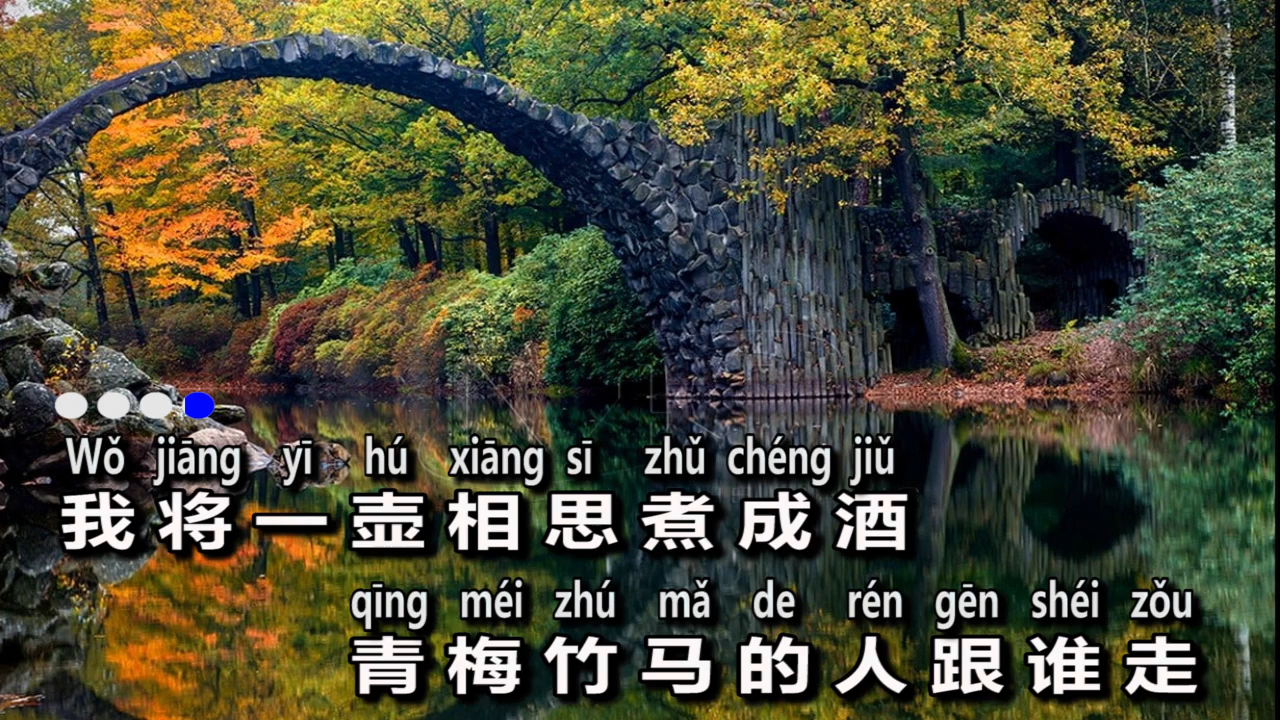 Wǒ jiāng yī hú xiāng sī zhǔ chéng jiǔ
我将一壶相思煮成酒
qīng méi zhú mǎ de rén gēn shéi zǒu
青梅竹马的人跟谁走